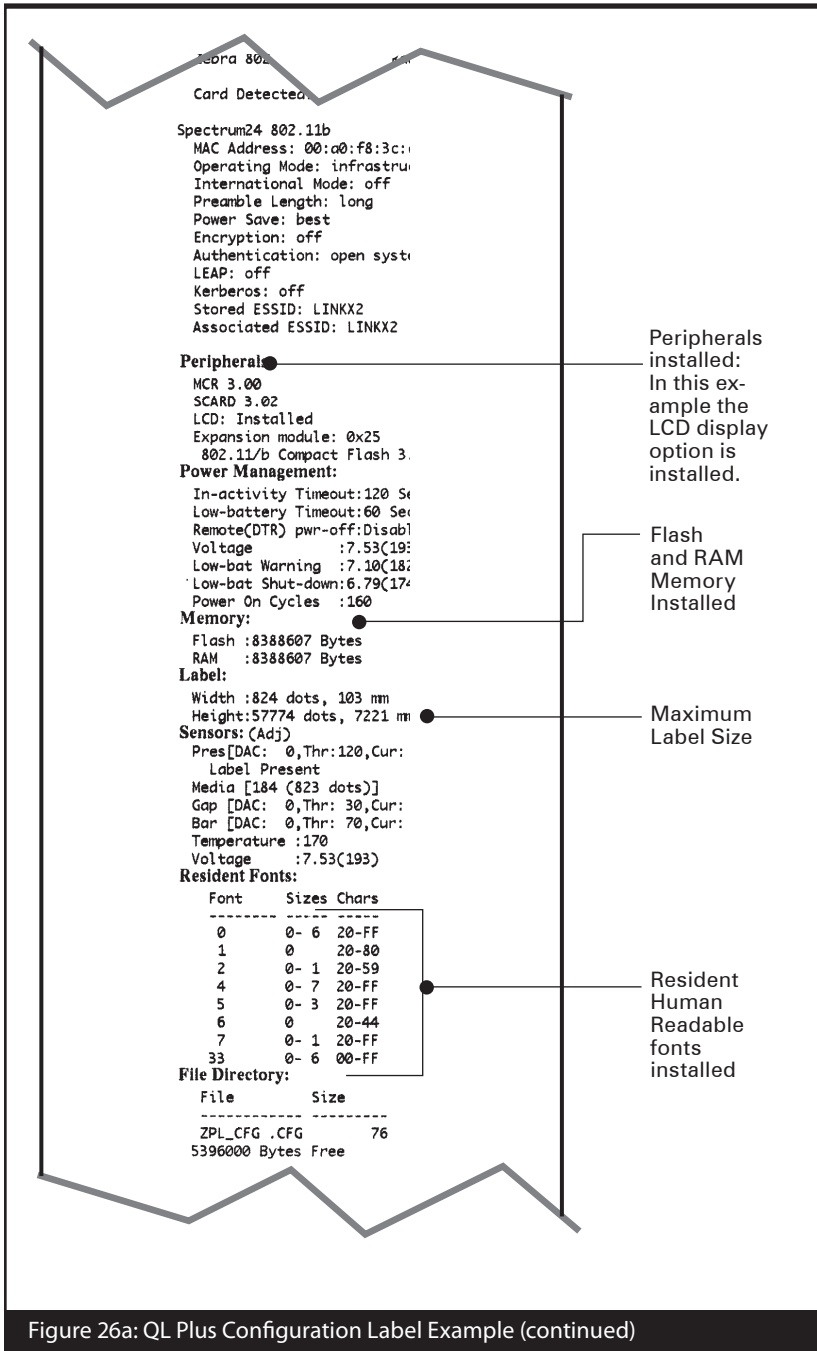 Zebra 802
Card Detected
Spectrum24 802.11b
MAC Address: 00:a0:f8:3c:
Operating Mode: infrastru
International Mode: off
Preamble Length: long
Power Save: best
Encryption: off
Authentication: open syst
LEAP: off
Kerberos: off
Stored ESSID: LINKX2
Associated ESSID: LINKX2
Peripherals
MCR 3.00
SCARD 3.02
LCD: Installed
Expansion module: 0x25
802.11/b Compact Flash 3.
Power Management:
In-activity Timeout:120 Se
Low-battery Timeout:60 Sec
Remote(DTR) pwr-off:Disabl
Voltage :7.53(193
Low-bat Warning :7.10(182
Low-bat Shut-down:6.79(174
Power On Cycles :160
Memory:
Flash :8388607 Bytes
RAM :8388607 Bytes
Label:
Width :824 dots, 103 mm
Height:57774 dots, 7221 mm
Sensors: (Adj)
Pres[DAC: 0,Thr:120,Cur:
Label Present
Media [184 (823 dots)]
Gap [DAC: 0,Thr: 30,Cur:
Bar [DAC: 0,Thr: 70,Cur:
Temperature :170
Voltage :7.53(193)
Resident Fonts:
Font Sizes Chars
-------- ----- -----
0 0- 6 20-FF
1 0 20-80
2 0- 1 20-59
4 0- 7 20-FF
5 0- 3 20-FF
6 0 20-44
7 0- 1 20-FF
33 0- 6 00-FF
File Directory:
File Size
------------ ---------
ZPL_CFG .CFG 76
5396000 Bytes Free
Peripherals
installed:
In this ex-
ample the
LCD display
option is
installed.
Flash
and RAM
Memory
Installed
Maximum
Label Size
Resident
Human
Readable
fonts
installed
Figure 26a: QL Plus Configuration Label Example (continued)